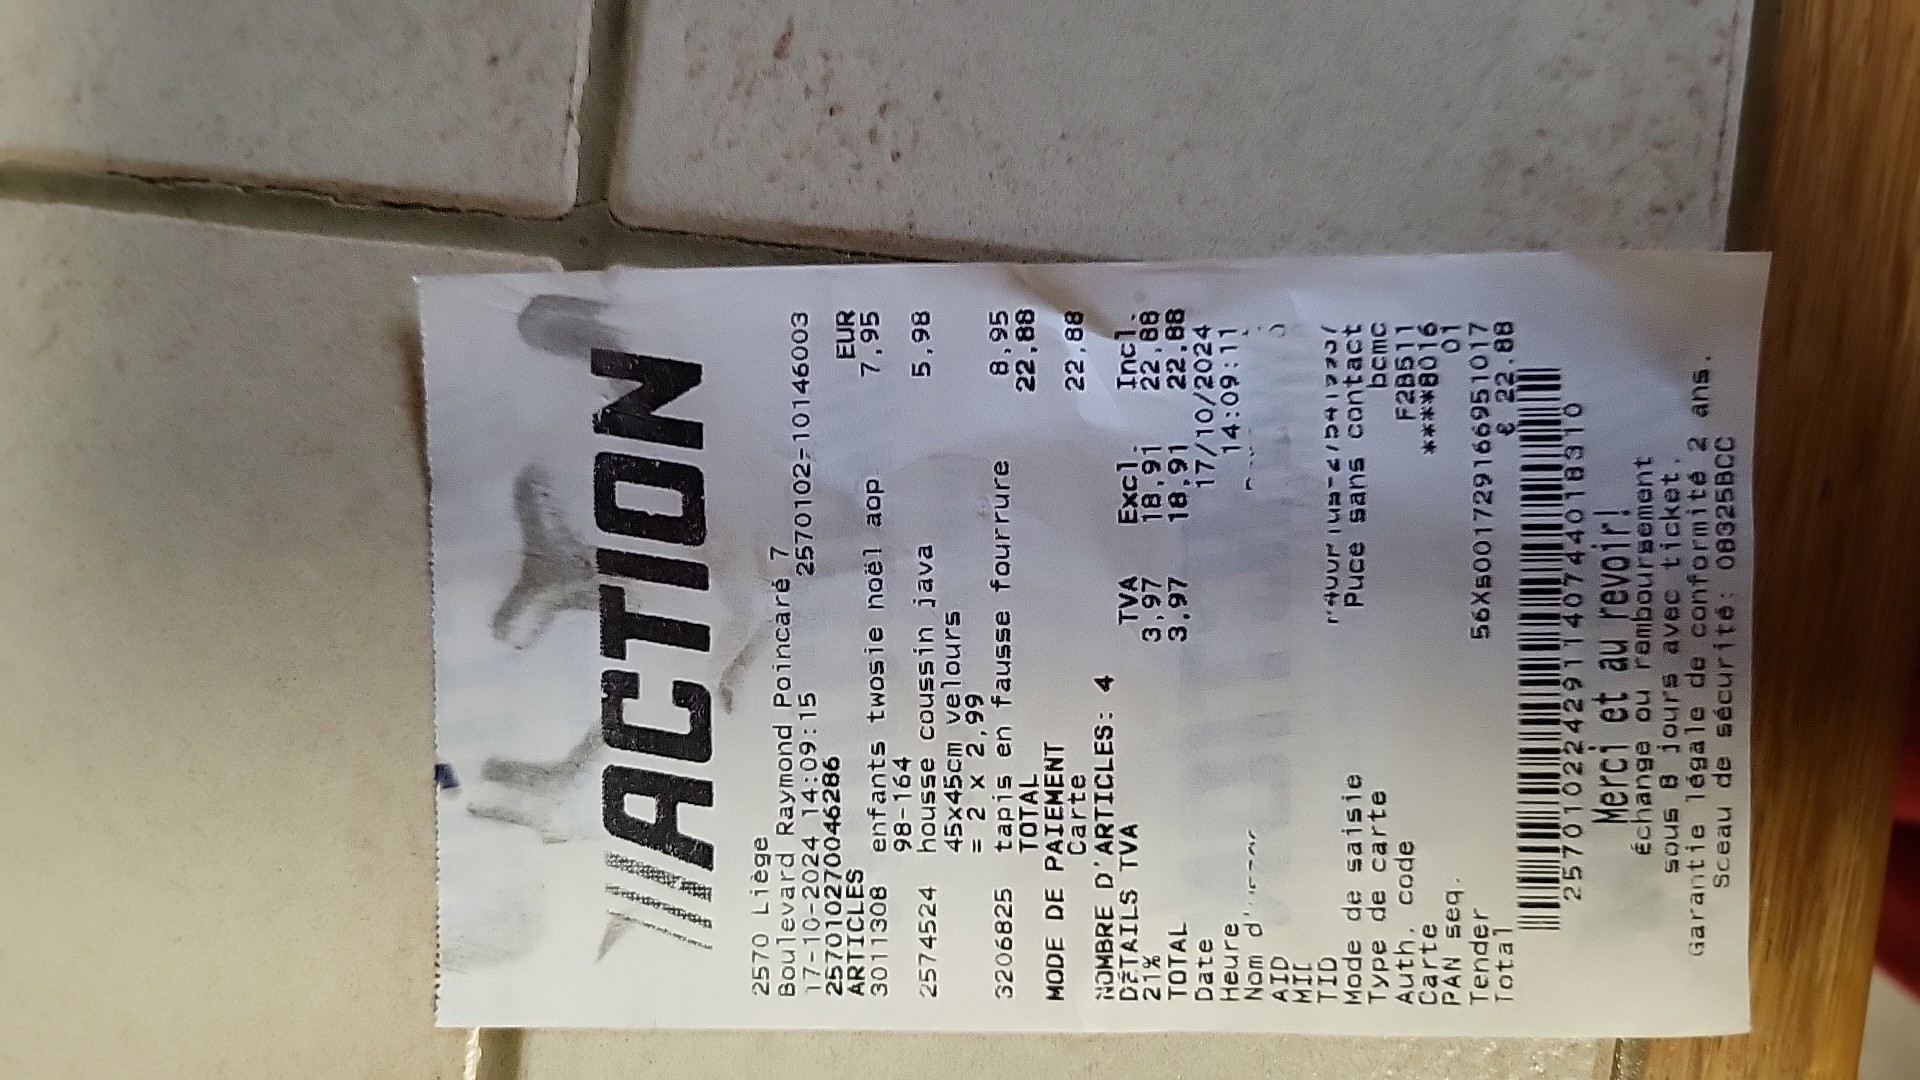 ACTION
2570 Liège
Boulevard Raymond Poincaré 7
17-10-2024 14:09:15 2570102-10146003
257010270046286
ARTICLES EUR
3011308 enfants twosie noël aop 7,95
98-164
2574524 housse coussin java 5,98
45x45cm velours
= 2 x 2,99
3206825 tapis en fausse fourrure 8,95
TOTAL 22,88
MODE DE PAIEMENT
Carte 22,88
NOMBRE D'ARTICLES: 4
DÉTAILS TVA TVA Excl. Incl.
21% 3,97 18,91 22,88
TOTAL 3,97 18,91 22,88
Date 17/10/2024
Heure 14:09:11
Nom
AID
TID
Mode de saisie Puce sans contact
Type de carte bcmc
Auth. code F2B511
Carte ****8016
PAN seq. 01
Tender 56Xs001729166951017
Total € 22.88
257010224291140744018310
Merci et au revoir!
échange ou remboursement
sous 8 jours avec ticket.
Garantie légale de conformité 2 ans.
Sceau de sécurité: 08325BCC